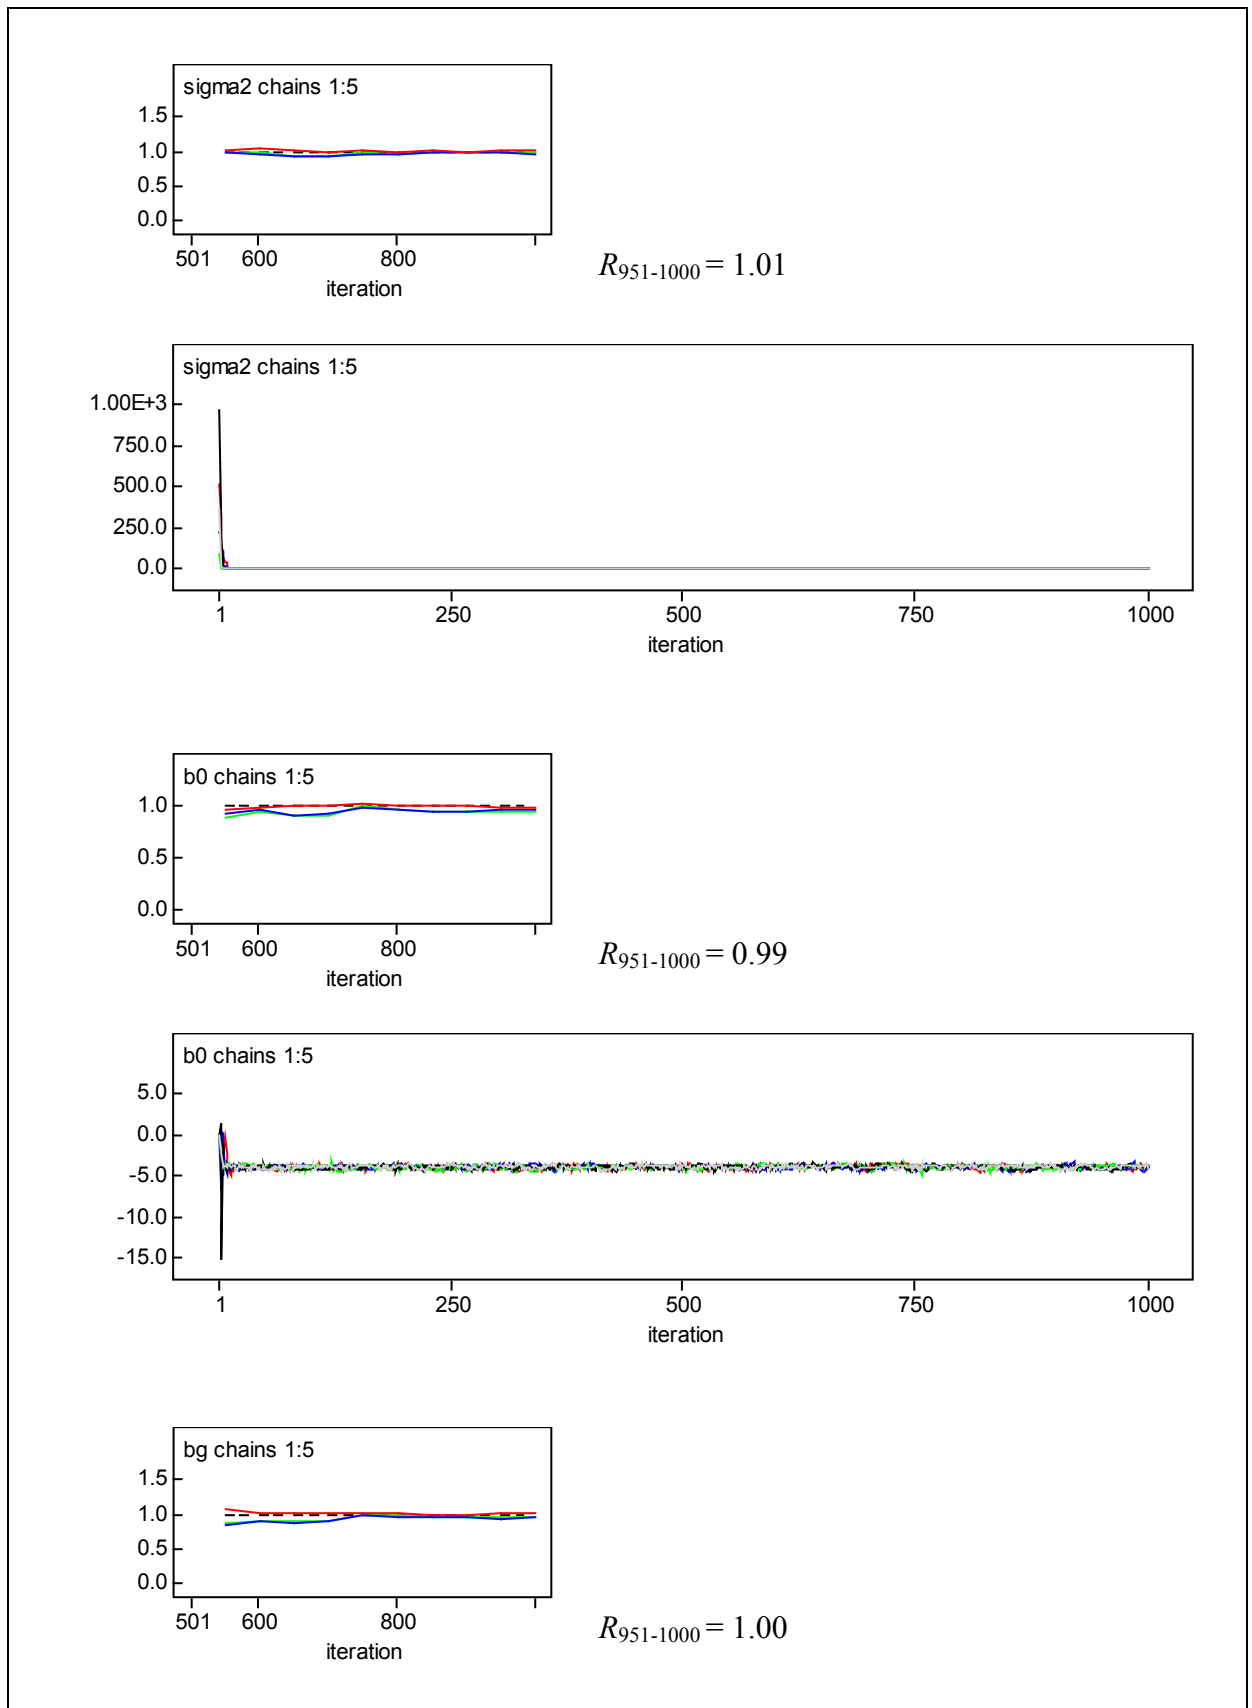 sigma2 chains 1:5
1.5
1.0
0.5
0.0
501 600 800
iteration
R951-1000 = 1.01
sigma2 chains 1:5
1.00E+3
750.0
500.0
250.0
0.0
1 250 500 750 1000
iteration
b0 chains 1:5
1.0
0.5
0.0
501 600 800
iteration
R951-1000 = 0.99
b0 chains 1:5
5.0
0.0
-5.0
-10.0
-15.0
1 250 500 750 1000
iteration
bg chains 1:5
1.5
1.0
0.5
0.0
501 600 800
iteration
R951-1000 = 1.00